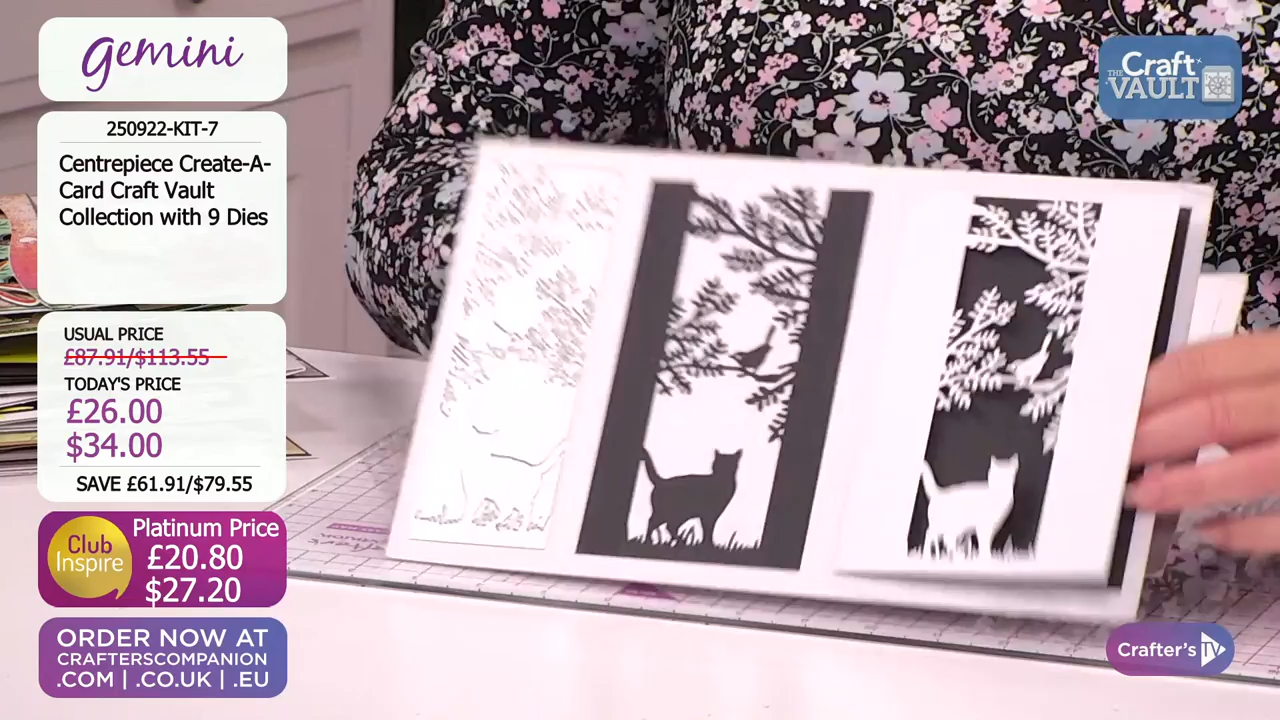 gemini
250922-KIT-7
Centrepiece Create-A-
Card Craft Vault
Collection with 9 Dies
USUAL PRICE
£87.91/$113.55
TODAY'S PRICE
£26.00
$34.00
SAVE £61.91/$79.55
Club
Inspire
Platinum Price
£20.80
$27.20
ORDER NOW AT
CRAFTERSCOMPANION
.COM | .CO.UK | .EU
THE Craft
VAULT
Crafter's TV